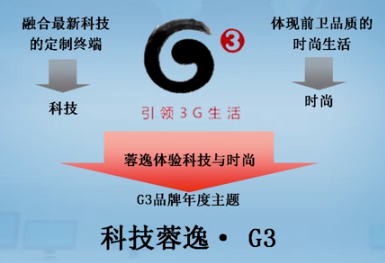 融合最新科技
的定制终端
体现前卫品质的
时尚生活
G3
科技
时尚
引领3G生活
蓉逸体验科技与时尚
G3品牌年度主题
科技蓉逸· G3